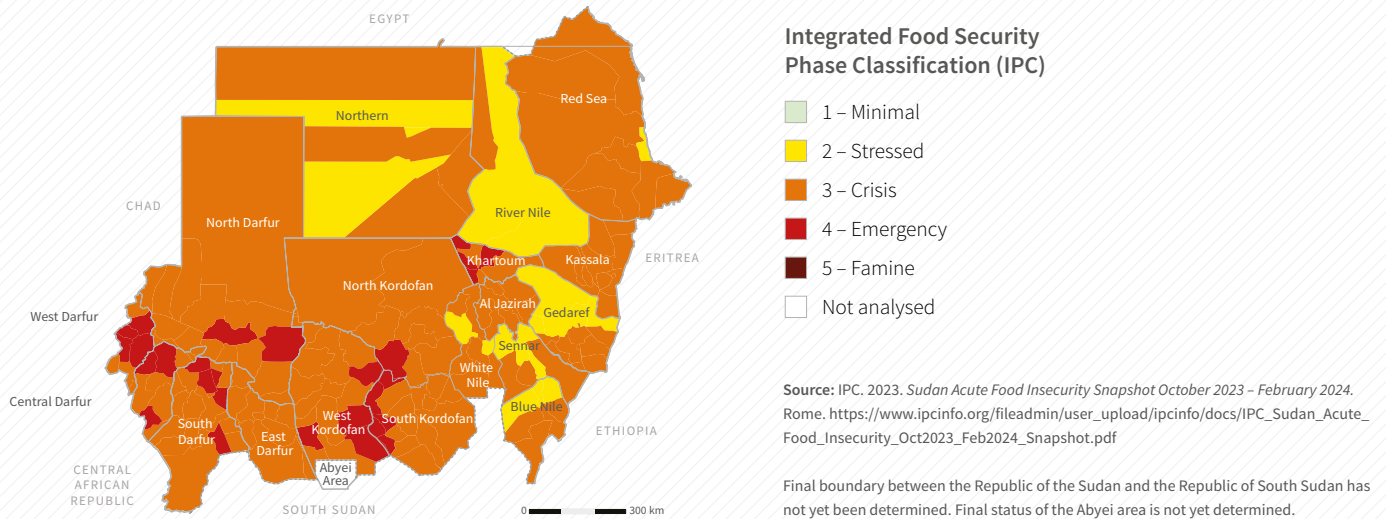 EGYPT
Red Sea
Northern
CHAD
North Darfur
River Nile
Khartoum
Kassala
ERITREA
North Kordofan
Al Jazirah
Gedaref
West Darfur
Sennar
White
Nile
Central Darfur
Blue Nile
South
Darfur
West
Kordofan
South Kordofan
East
Darfur
ETHIOPIA
Abyei
Area
CENTRAL
AFRICAN
REPUBLIC
SOUTH SUDAN
0 300 km
Integrated Food Security
Phase Classification (IPC)
1 – Minimal
2 – Stressed
3 – Crisis
4 – Emergency
5 – Famine
Not analysed
Source: IPC. 2023. Sudan Acute Food Insecurity Snapshot October 2023 – February 2024.
Rome. https://www.ipcinfo.org/fileadmin/user_upload/ipcinfo/docs/IPC_Sudan_Acute_
Food_Insecurity_Oct2023_Feb2024_Snapshot.pdf
Final boundary between the Republic of the Sudan and the Republic of South Sudan has
not yet been determined. Final status of the Abyei area is not yet determined.